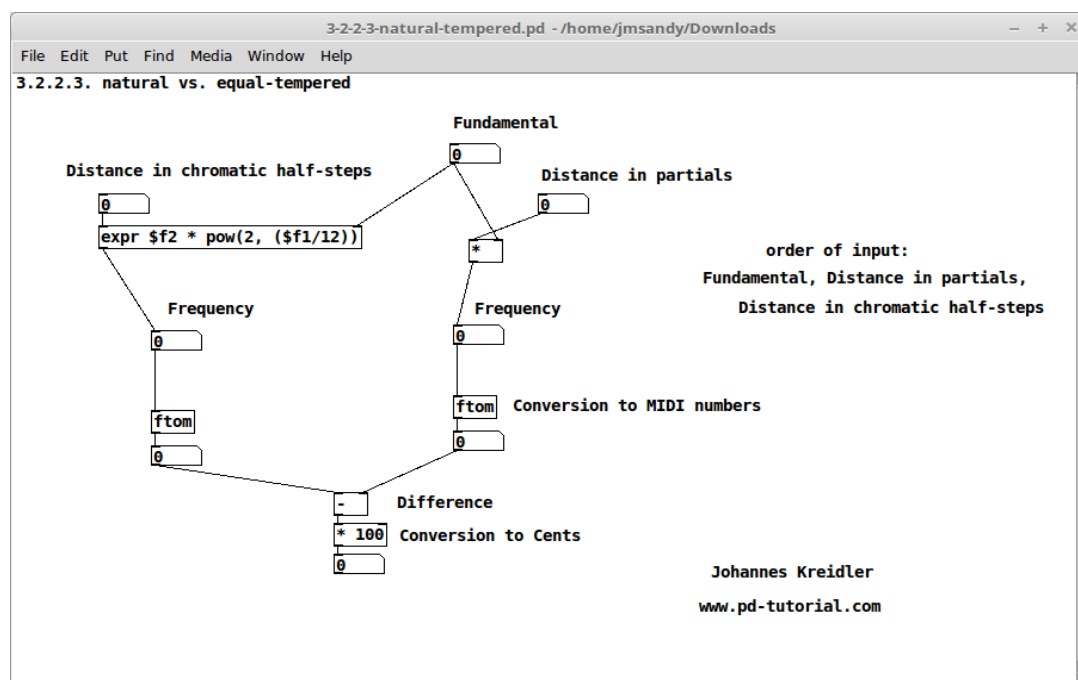 3-2-2-3-natural-tempered.pd - /home/jmsandy/Downloads
File Edit Put Find Media Window Help
3.2.2.3. natural vs. equal-tempered
Fundamental
0
Distance in chromatic half-steps
Distance in partials
0
0
expr $f2 * pow(2, ($f1/12))
*
order of input:
Fundamental, Distance in partials,
Distance in chromatic half-steps
Frequency
Frequency
0
0
ftom
ftom
Conversion to MIDI numbers
0
0
-
Difference
* 100
Conversion to Cents
0
Johannes Kreidler
www.pd-tutorial.com